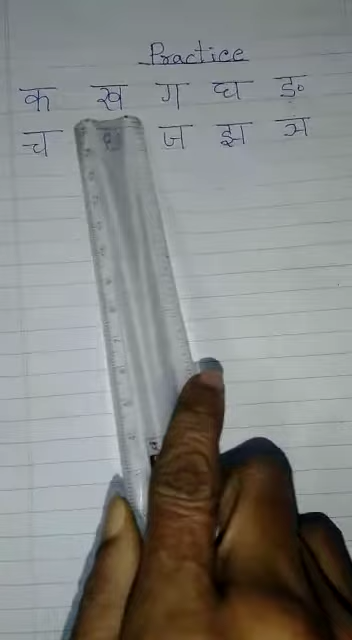 Practice
क ख ग घ ङ
च छ ज झ ञ